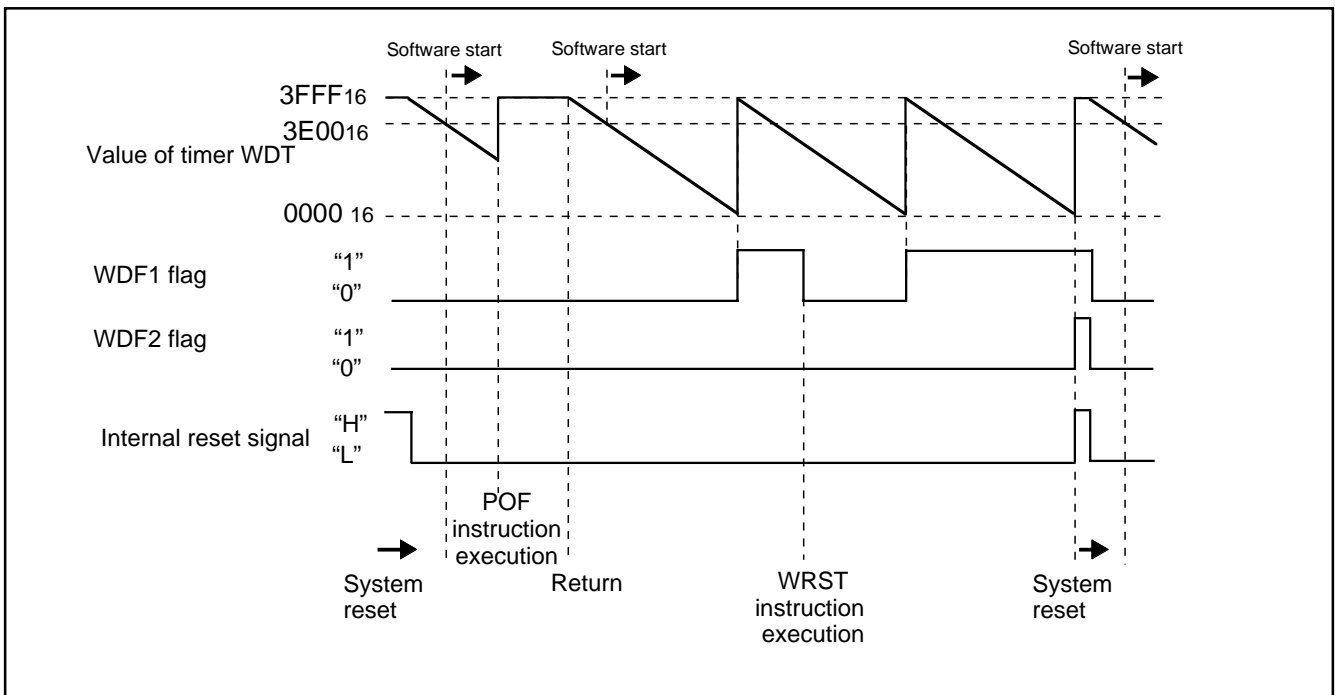 Software start
Software start
Software start
3FFF16
3E0016
Value of timer WDT
0000 16
WDF1 flag
“1”
“0”
WDF2 flag
“1”
“0”
Internal reset signal
“H”
“L”
POF
instruction
execution
System
reset
Return
WRST
instruction
execution
System
reset